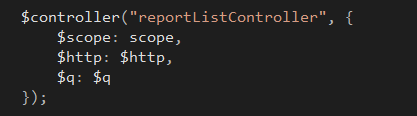 $controller("reportListController", {
$scope: scope,
$http: $http,
$q: $q
});